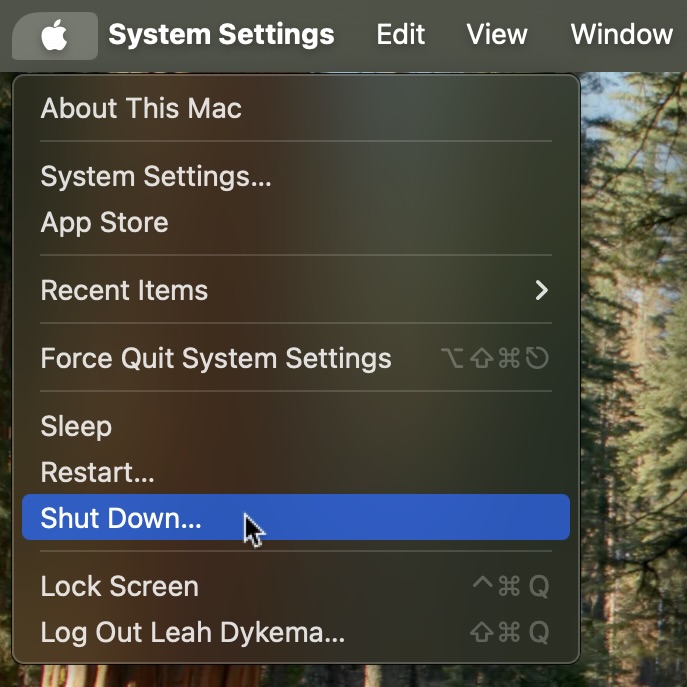 System Settings Edit View Window
About This Mac
System Settings...
App Store
Recent Items
Force Quit System Settings ⌥⇧⌘⎋
Sleep
Restart...
Shut Down...
Lock Screen ^⌘Q
Log Out Leah Dykema... ⇧⌘Q